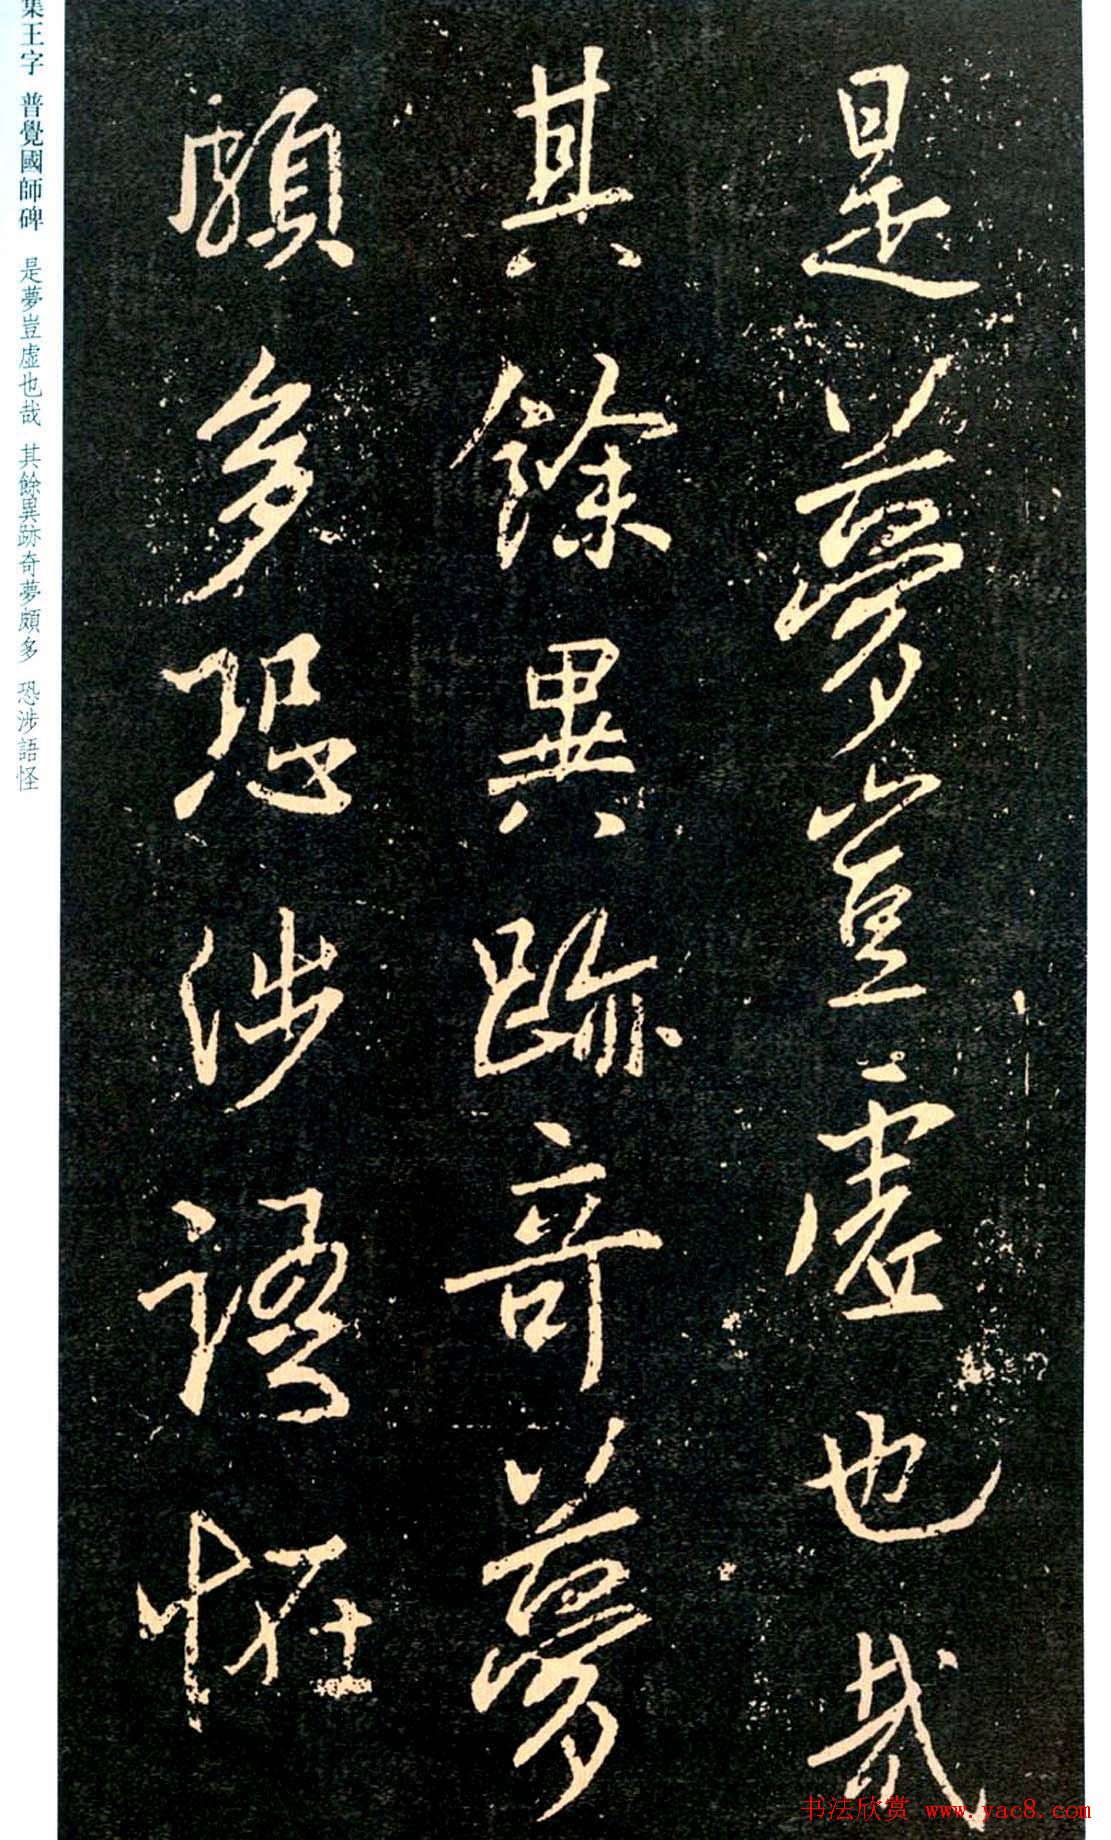 是夢豈虛也哉
其餘異跡奇夢
頗多恐涉語怪
集王字 普覺國師碑 是夢豈虛也哉 其餘異跡奇夢頗多 恐涉語怪
书法欣赏 www.yac8.com